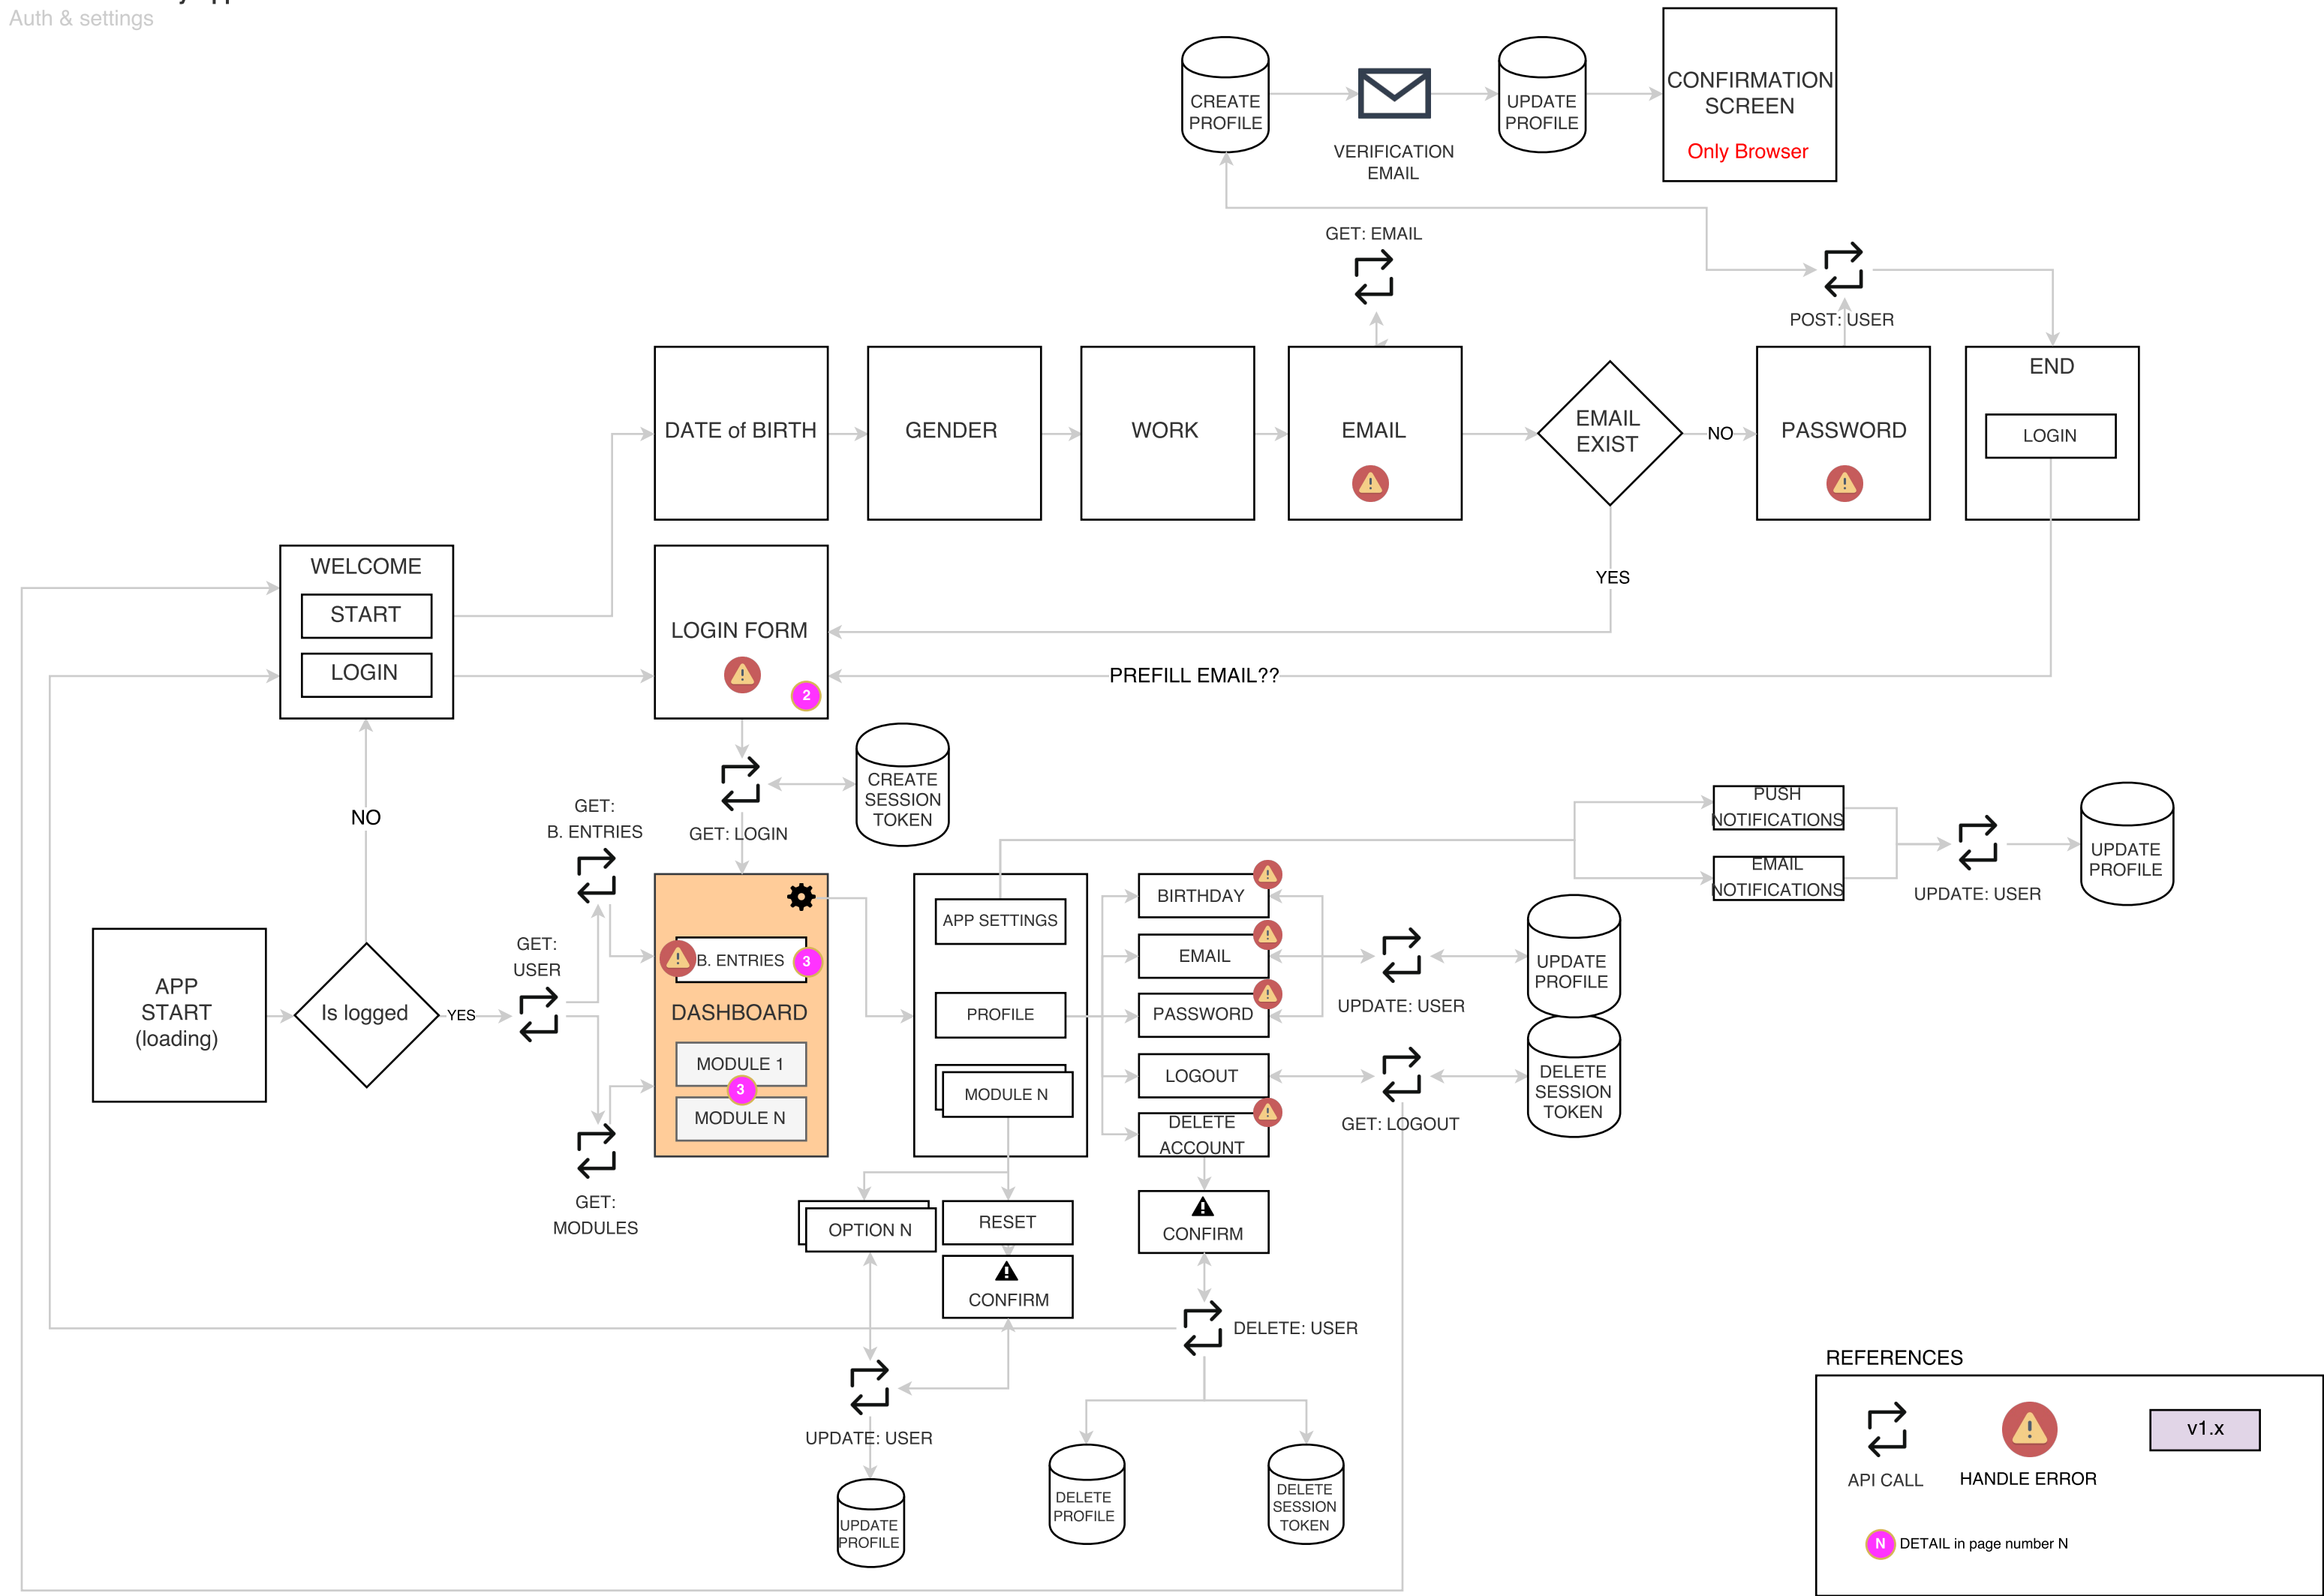 Auth & settings
CREATE
PROFILE
VERIFICATION
EMAIL
UPDATE
PROFILE
CONFIRMATION
SCREEN
Only Browser
GET: EMAIL
POST: USER
DATE of BIRTH
GENDER
WORK
EMAIL
EMAIL
EXIST
NO
PASSWORD
END
LOGIN
YES
WELCOME
START
LOGIN
LOGIN FORM
2
PREFILL EMAIL??
CREATE
SESSION
TOKEN
GET: LOGIN
NO
GET:
B. ENTRIES
GET:
USER
APP
START
(loading)
Is logged
YES
GET:
MODULES
B. ENTRIES
3
DASHBOARD
MODULE 1
3
MODULE N
APP SETTINGS
PROFILE
MODULE N
BIRTHDAY
EMAIL
PASSWORD
LOGOUT
DELETE
ACCOUNT
UPDATE: USER
UPDATE
PROFILE
GET: LOGOUT
DELETE
SESSION
TOKEN
PUSH
NOTIFICATIONS
EMAIL
NOTIFICATIONS
UPDATE: USER
UPDATE
PROFILE
OPTION N
RESET
CONFIRM
CONFIRM
DELETE: USER
UPDATE: USER
UPDATE
PROFILE
DELETE
PROFILE
DELETE
SESSION
TOKEN
REFERENCES
API CALL
HANDLE ERROR
v1.x
N
DETAIL in page number N